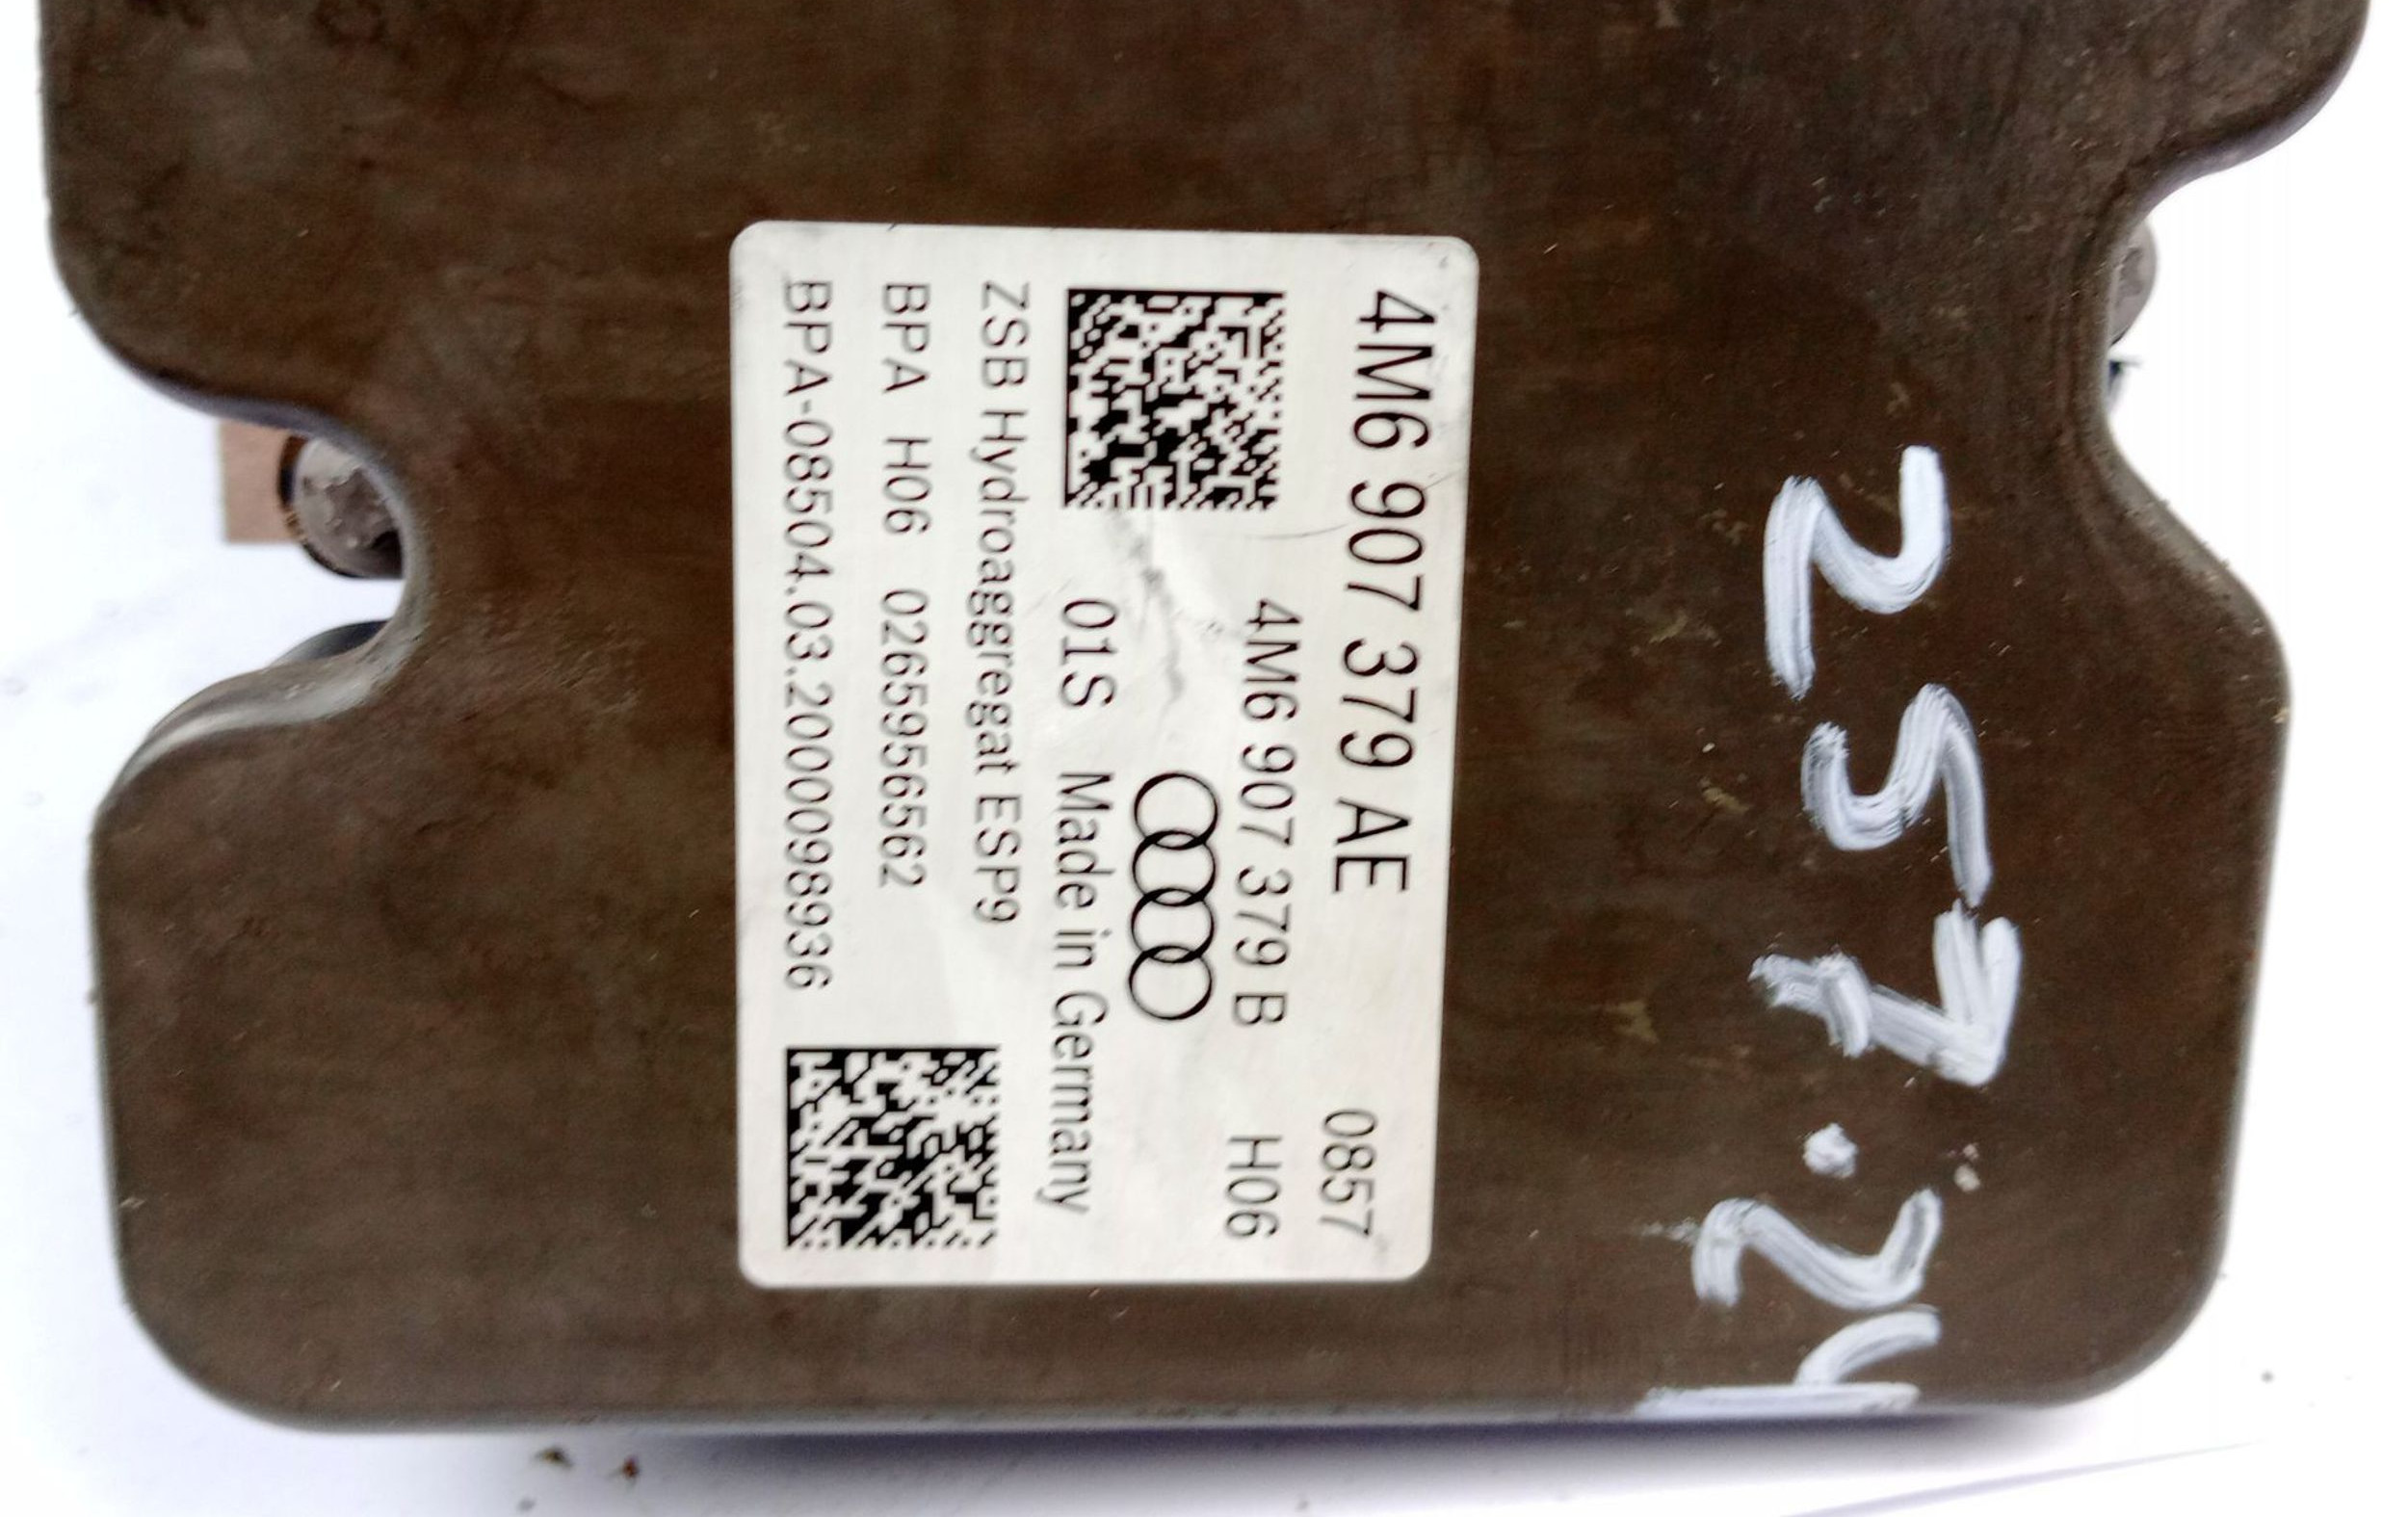 257.21
4M6 907 379 AE 0857
4M6 907 379 B H06
01S Made in Germany
ZSB Hydroaggregat ESP9
BPA H06 0265956562
BPA-08504.03.2000098936